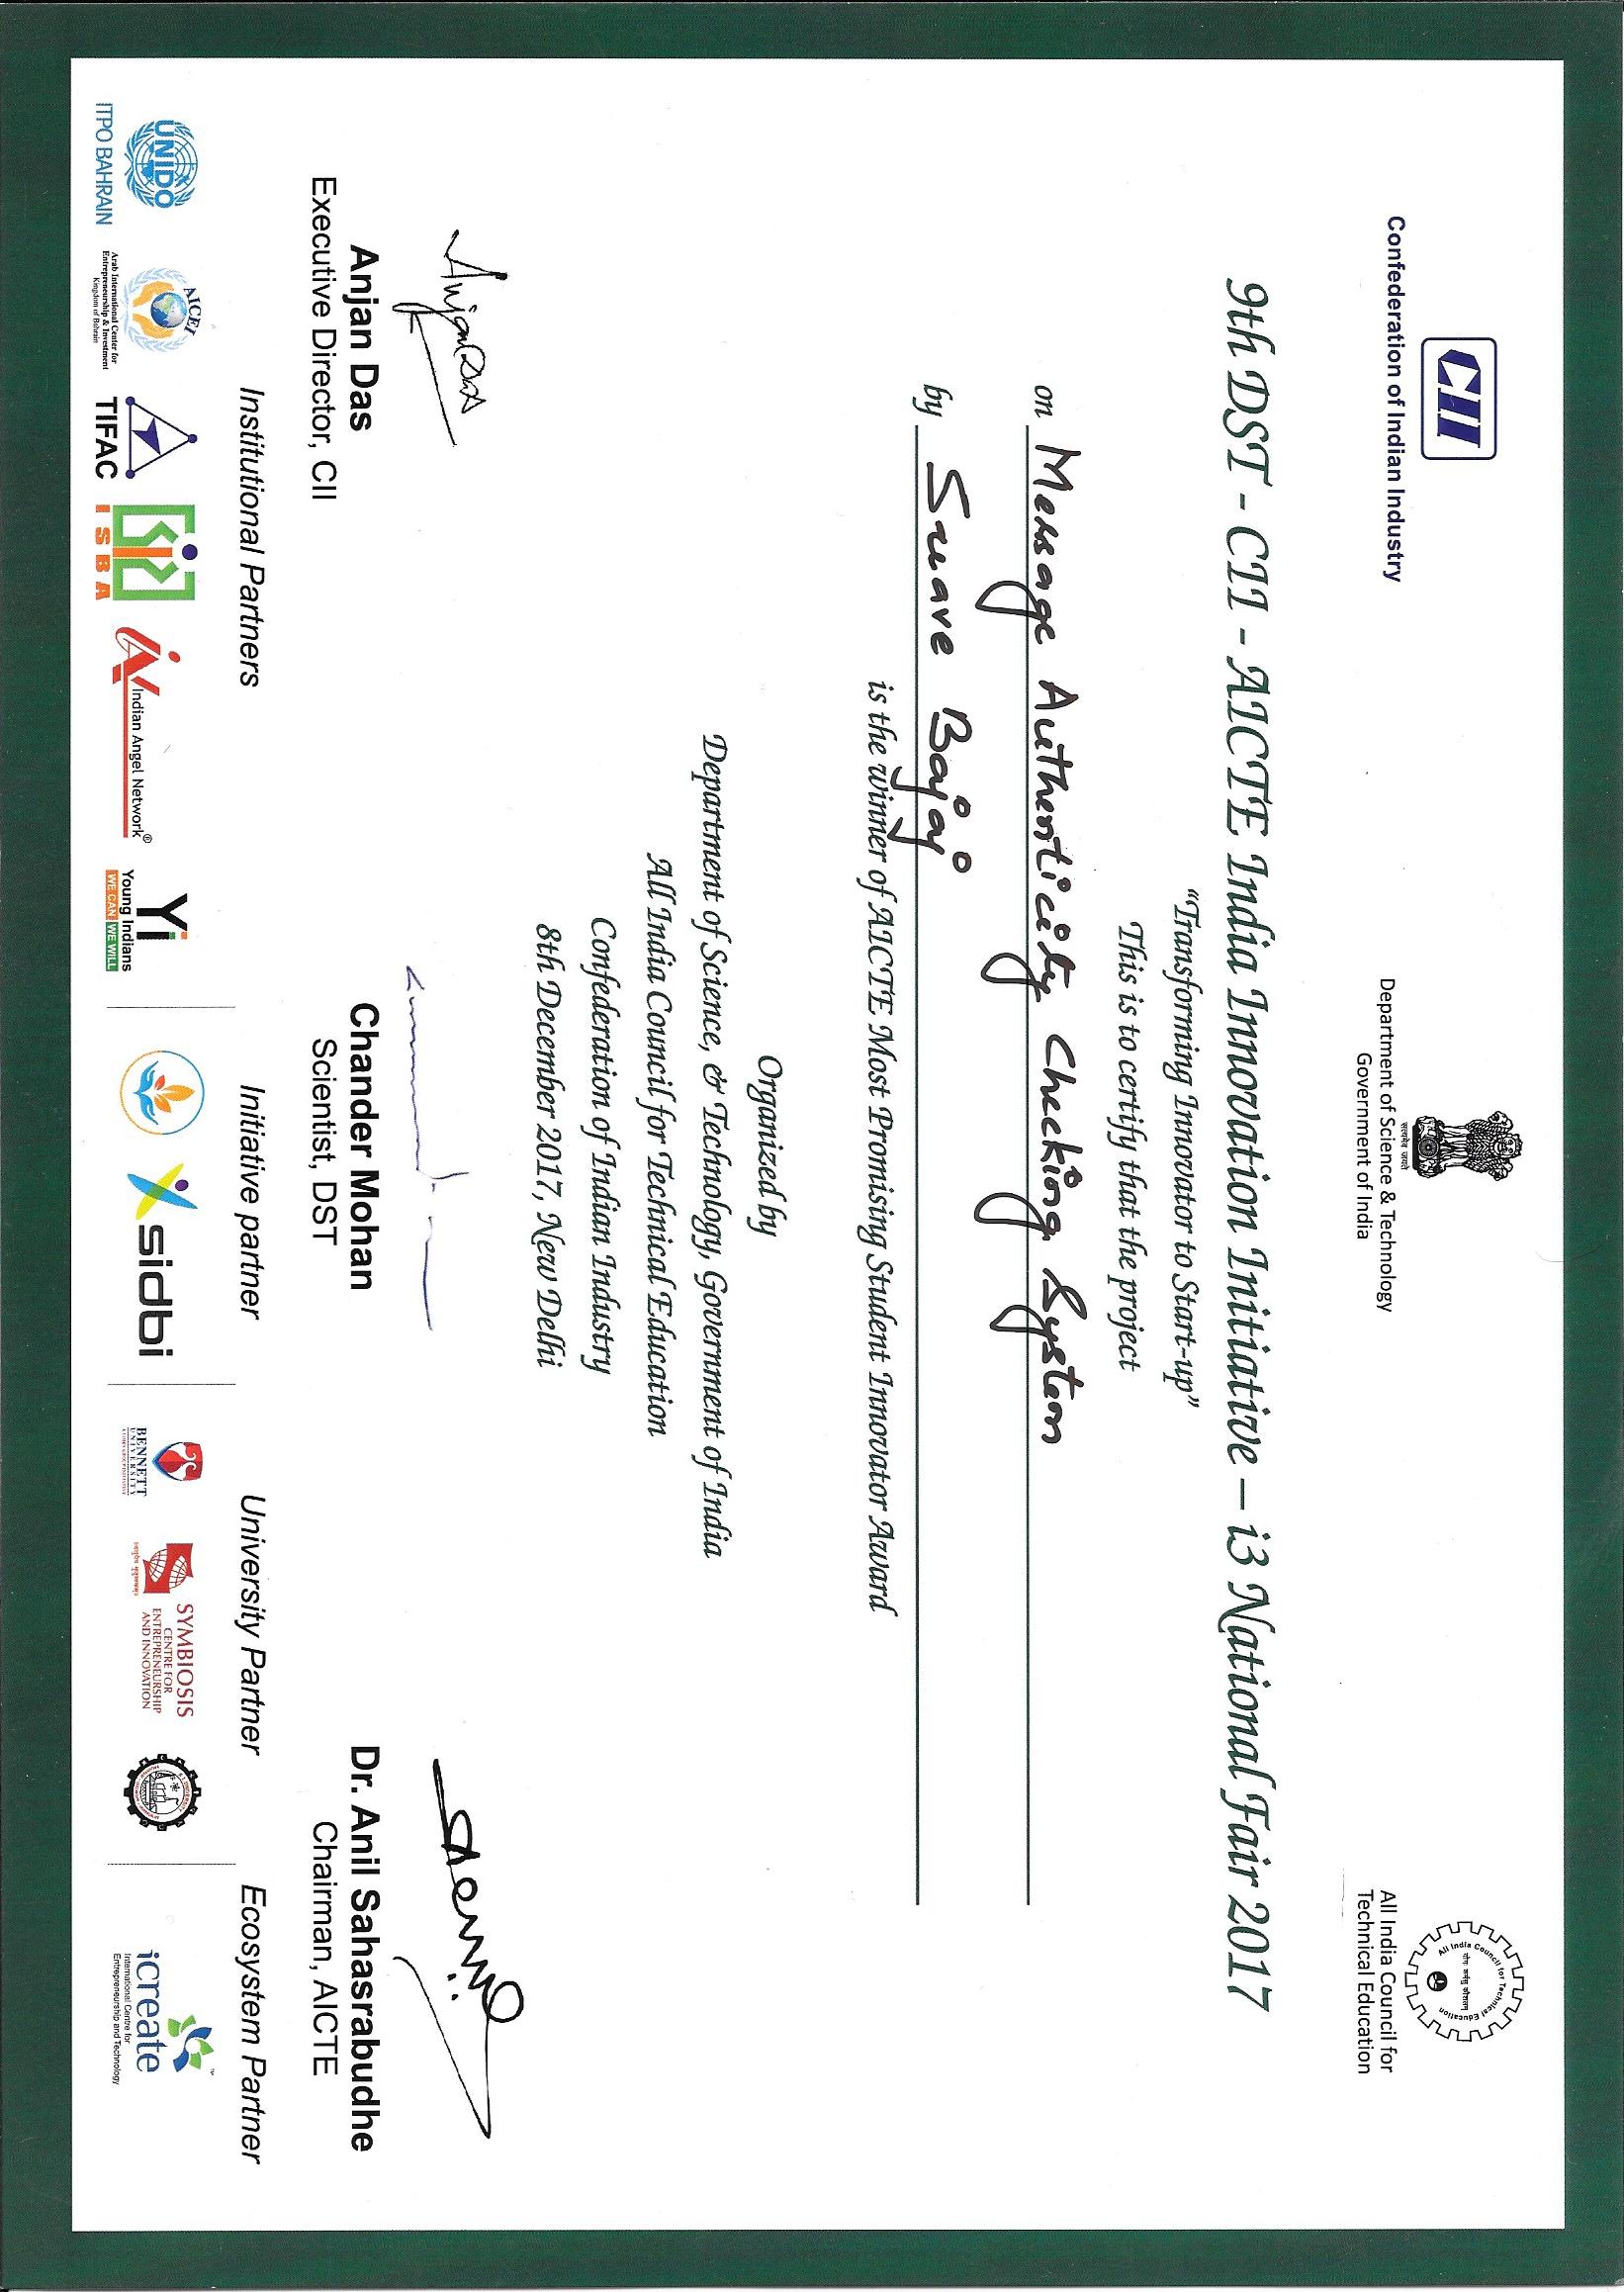 CII
Confederation of Indian Industry
सत्यमेव जयते
Department of Science & Technology
Government of India
All India Council for Technical Education
All India Council for
Technical Education
9th DST - CII - AICTE India Innovation Initiative – i3 National Fair 2017
“Transforming Innovator to Start-up”
This is to certify that the project
on Message Authenticity Checking System
by Suave Bajaj
is the winner of AICTE Most Promising Student Innovator Award
Organized by
Department of Science, & Technology, Government of India
All India Council for Technical Education
Confederation of Indian Industry
8th December 2017, New Delhi
Anjan Das
Anjan Das
Executive Director, CII
Chander Mohan
Scientist, DST
Dr. Anil Sahasrabudhe
Chairman, AICTE
Institutional Partners
Initiative partner
University Partner
Ecosystem Partner
UNIDO
ITPO BAHRAIN
AICEI
Arab International Center for
Entrepreneurship & Investment
Kingdom of Bahrain
TIFAC
ISBA
Indian Angel Network®
Yi
Young Indians
WE CAN WE WILL
sidbi
BENNETT
UNIVERSITY
SYMBIOSIS
CENTRE FOR
ENTREPRENEURSHIP
AND INNOVATION
icreate
International Centre for
Entrepreneurship and Technology